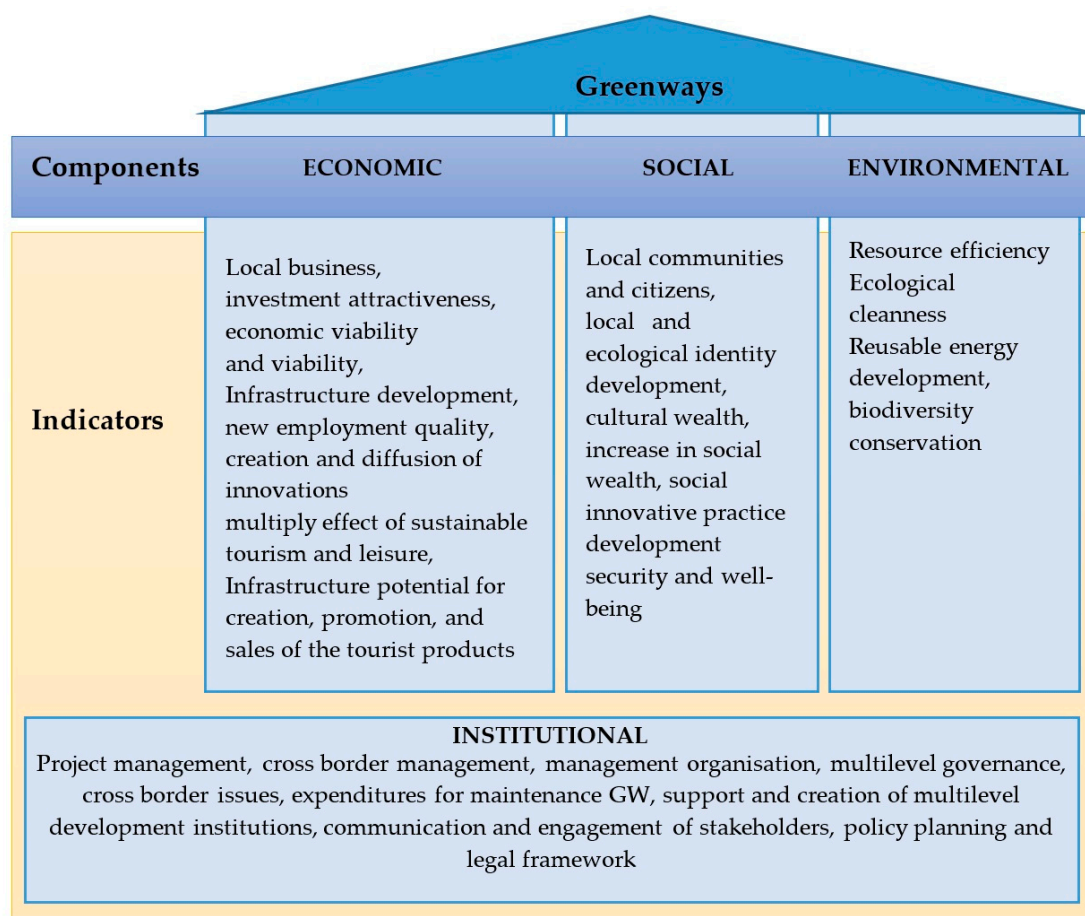 Greenways
Components
ECONOMIC
SOCIAL
ENVIRONMENTAL
Indicators
Local business,
investment attractiveness,
economic viability
and viability,
Infrastructure development,
new employment quality,
creation and diffusion of
innovations
multiply effect of sustainable
tourism and leisure,
Infrastructure potential for
creation, promotion, and
sales of the tourist products
Local communities
and citizens,
local and
ecological identity
development,
cultural wealth,
increase in social
wealth, social
innovative practice
development
security and well-
being
Resource efficiency
Ecological
cleanness
Reusable energy
development,
biodiversity
conservation
INSTITUTIONAL
Project management, cross border management, management organisation, multilevel governance,
cross border issues, expenditures for maintenance GW, support and creation of multilevel
development institutions, communication and engagement of stakeholders, policy planning and
legal framework